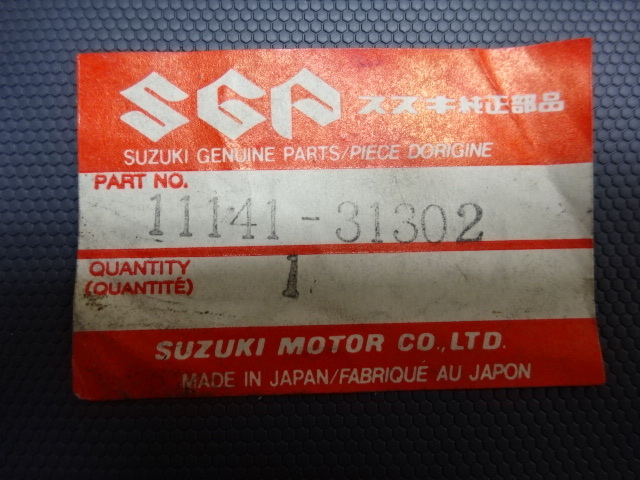 SGP スズキ純正部品
SUZUKI GENUINE PARTS/PIECE DORIGINE
PART NO.
11141-31302
QUANTITY
(QUANTITÉ)
1
SUZUKI MOTOR CO.,LTD.
MADE IN JAPAN/FABRIQUÉ AU JAPON